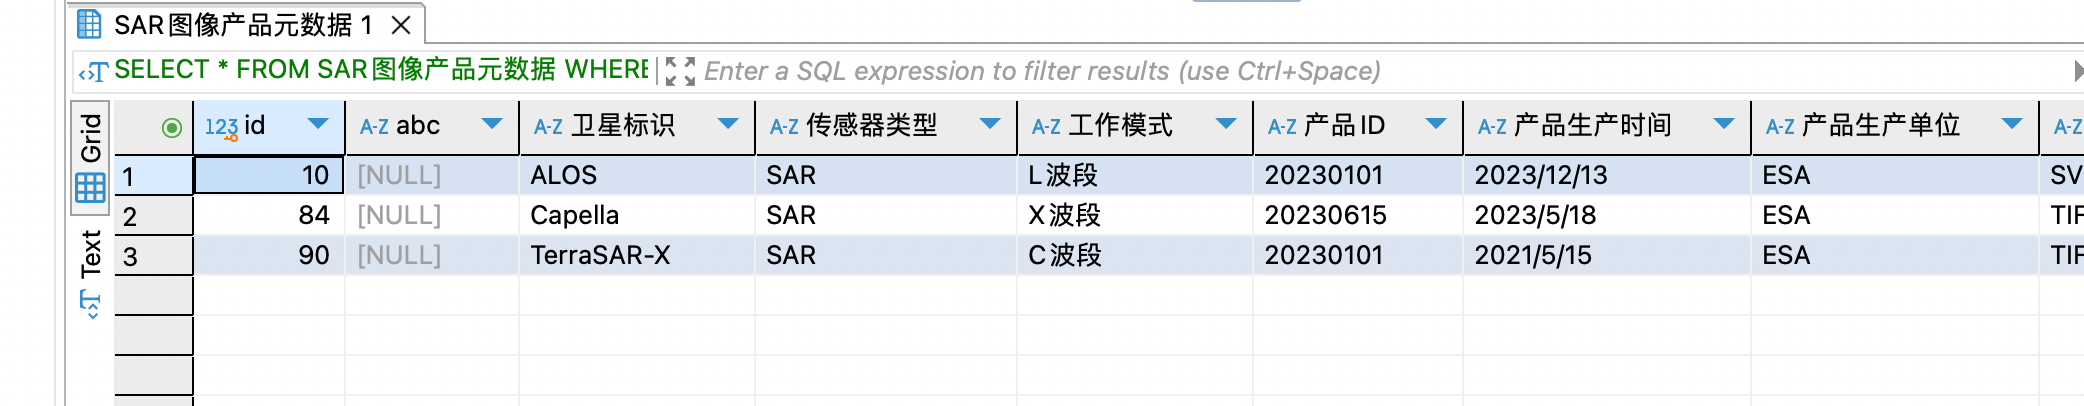 SAR图像产品元数据 1
SELECT * FROM SAR图像产品元数据 WHERE Enter a SQL expression to filter results (use Ctrl+Space)
Grid
Text
123 id A-Z abc A-Z 卫星标识 A-Z 传感器类型 A-Z 工作模式 A-Z 产品ID A-Z 产品生产时间 A-Z 产品生产单位 A-Z
1 10 [NULL] ALOS SAR L波段 20230101 2023/12/13 ESA SV
2 84 [NULL] Capella SAR X波段 20230615 2023/5/18 ESA TIF
3 90 [NULL] TerraSAR-X SAR C波段 20230101 2021/5/15 ESA TIF